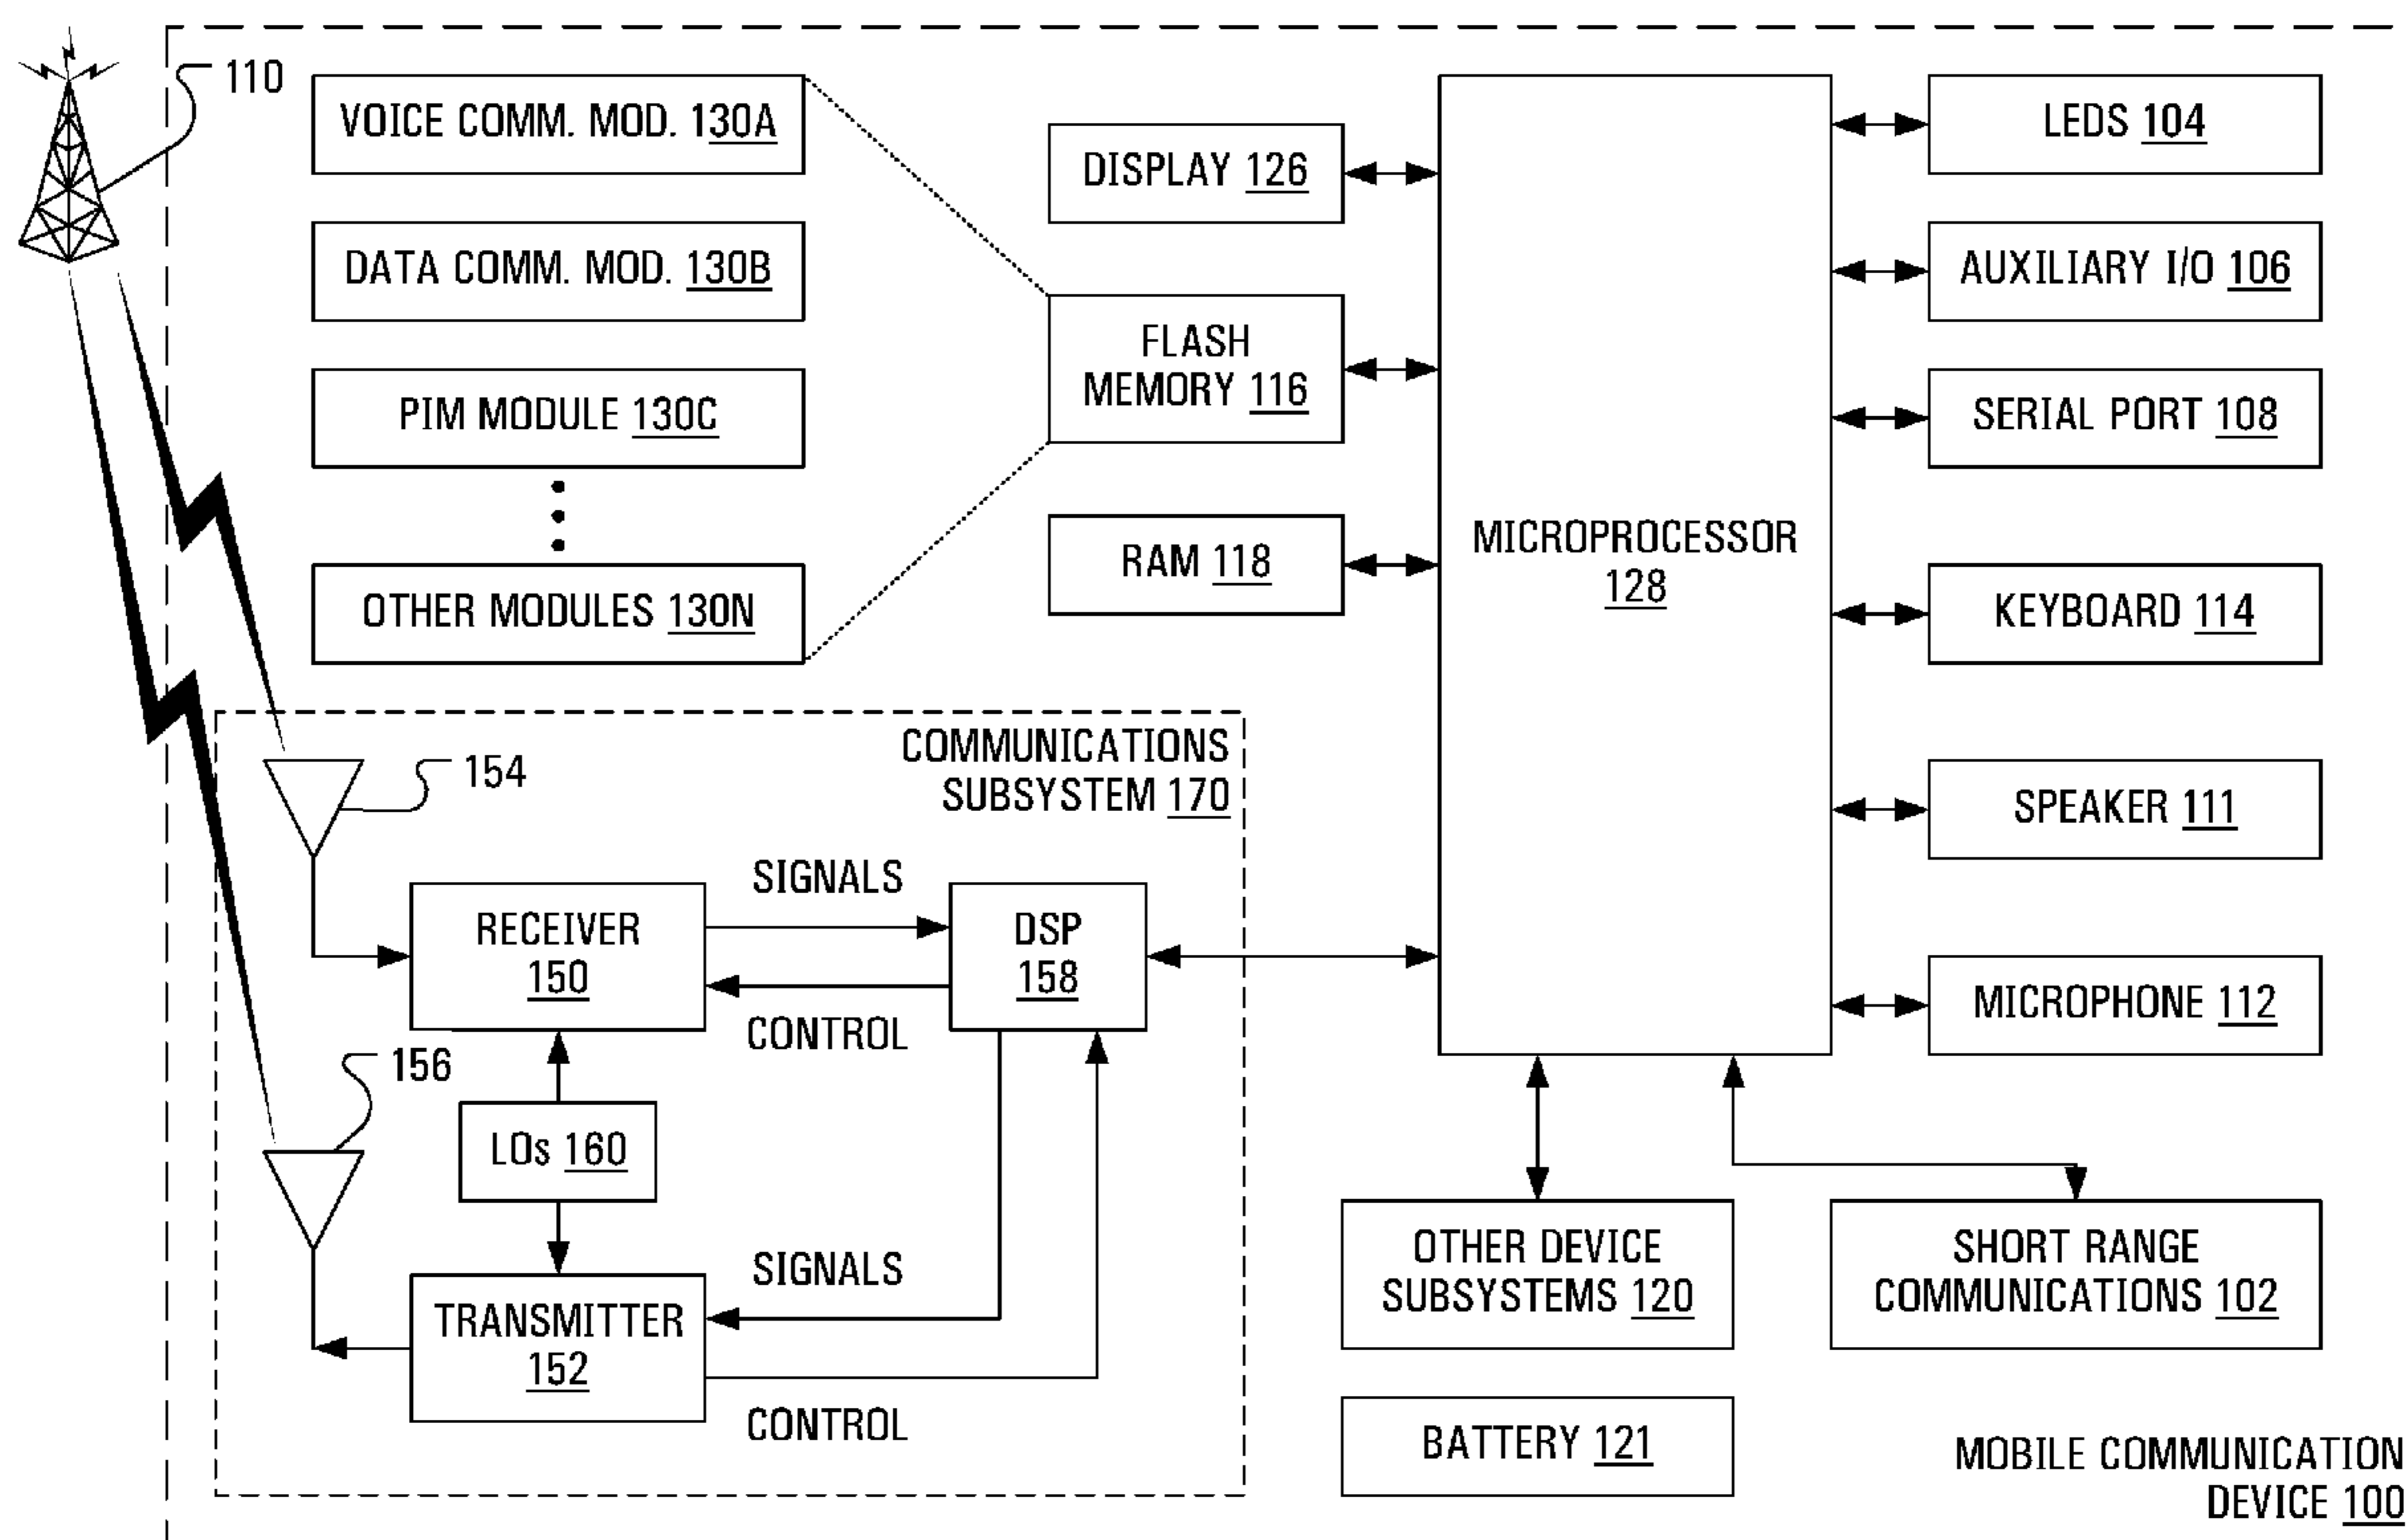 110
VOICE COMM. MOD. 130A
DATA COMM. MOD. 130B
PIM MODULE 130C
OTHER MODULES 130N
DISPLAY 126
FLASH
MEMORY 116
RAM 118
MICROPROCESSOR
128
LEDS 104
AUXILIARY I/O 106
SERIAL PORT 108
KEYBOARD 114
SPEAKER 111
MICROPHONE 112
COMMUNICATIONS
SUBSYSTEM 170
154
SIGNALS
RECEIVER
150
DSP
158
CONTROL
156
LOs 160
SIGNALS
TRANSMITTER
152
CONTROL
OTHER DEVICE
SUBSYSTEMS 120
SHORT RANGE
COMMUNICATIONS 102
BATTERY 121
MOBILE COMMUNICATION
DEVICE 100